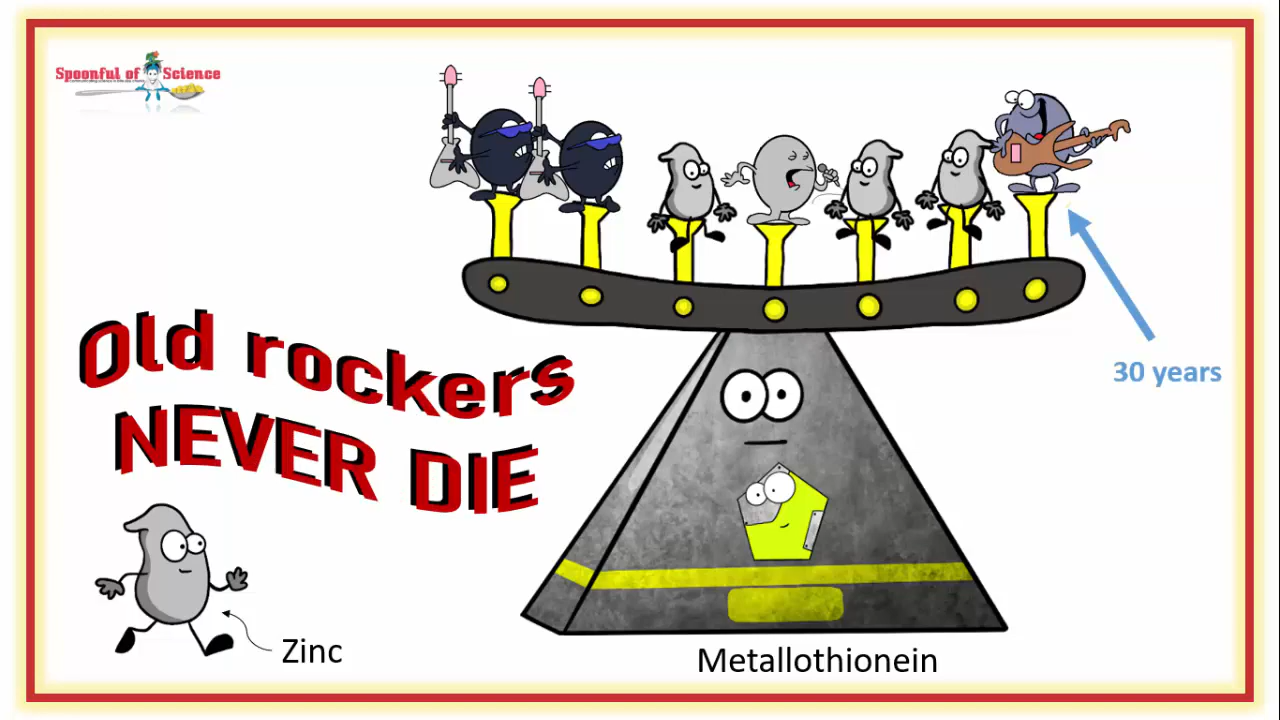 Spoonful of Science
Old rockers
NEVER DIE
30 years
Zinc
Metallothionein